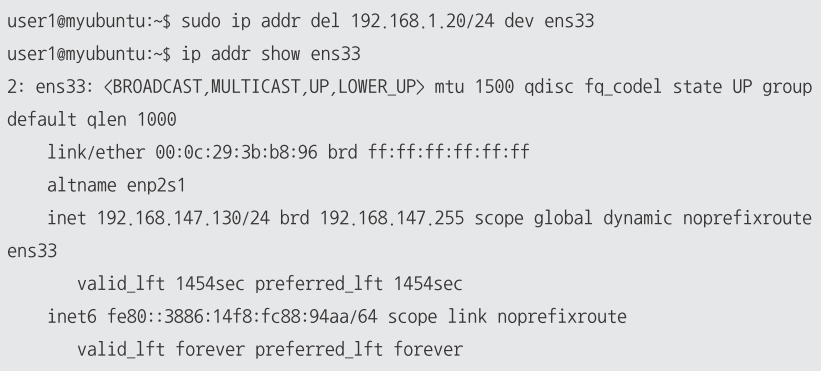 user1@myubuntu:~$ sudo ip addr del 192.168.1.20/24 dev ens33
user1@myubuntu:~$ ip addr show ens33
2: ens33: <BROADCAST,MULTICAST,UP,LOWER_UP> mtu 1500 qdisc fq_codel state UP group
default qlen 1000
    link/ether 00:0c:29:3b:b8:96 brd ff:ff:ff:ff:ff:ff
    altname enp2s1
    inet 192.168.147.130/24 brd 192.168.147.255 scope global dynamic noprefixroute
ens33
       valid_lft 1454sec preferred_lft 1454sec
    inet6 fe80::3886:14f8:fc88:94aa/64 scope link noprefixroute
       valid_lft forever preferred_lft forever